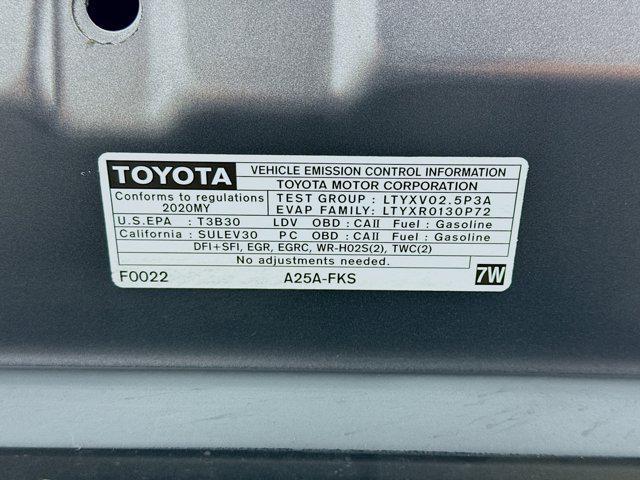 TOYOTA VEHICLE EMISSION CONTROL INFORMATION
TOYOTA MOTOR CORPORATION
Conforms to regulations TEST GROUP : LTYXV02.5P3A
2020MY EVAP FAMILY: LTYXR0130P72
U.S.EPA : T3B30 LDV OBD : CAII Fuel : Gasoline
California : SULEV30 PC OBD : CAII Fuel : Gasoline
DFI+SFI, EGR, EGRC, WR-HO2S(2), TWC(2)
No adjustments needed.
F0022 A25A-FKS 7W